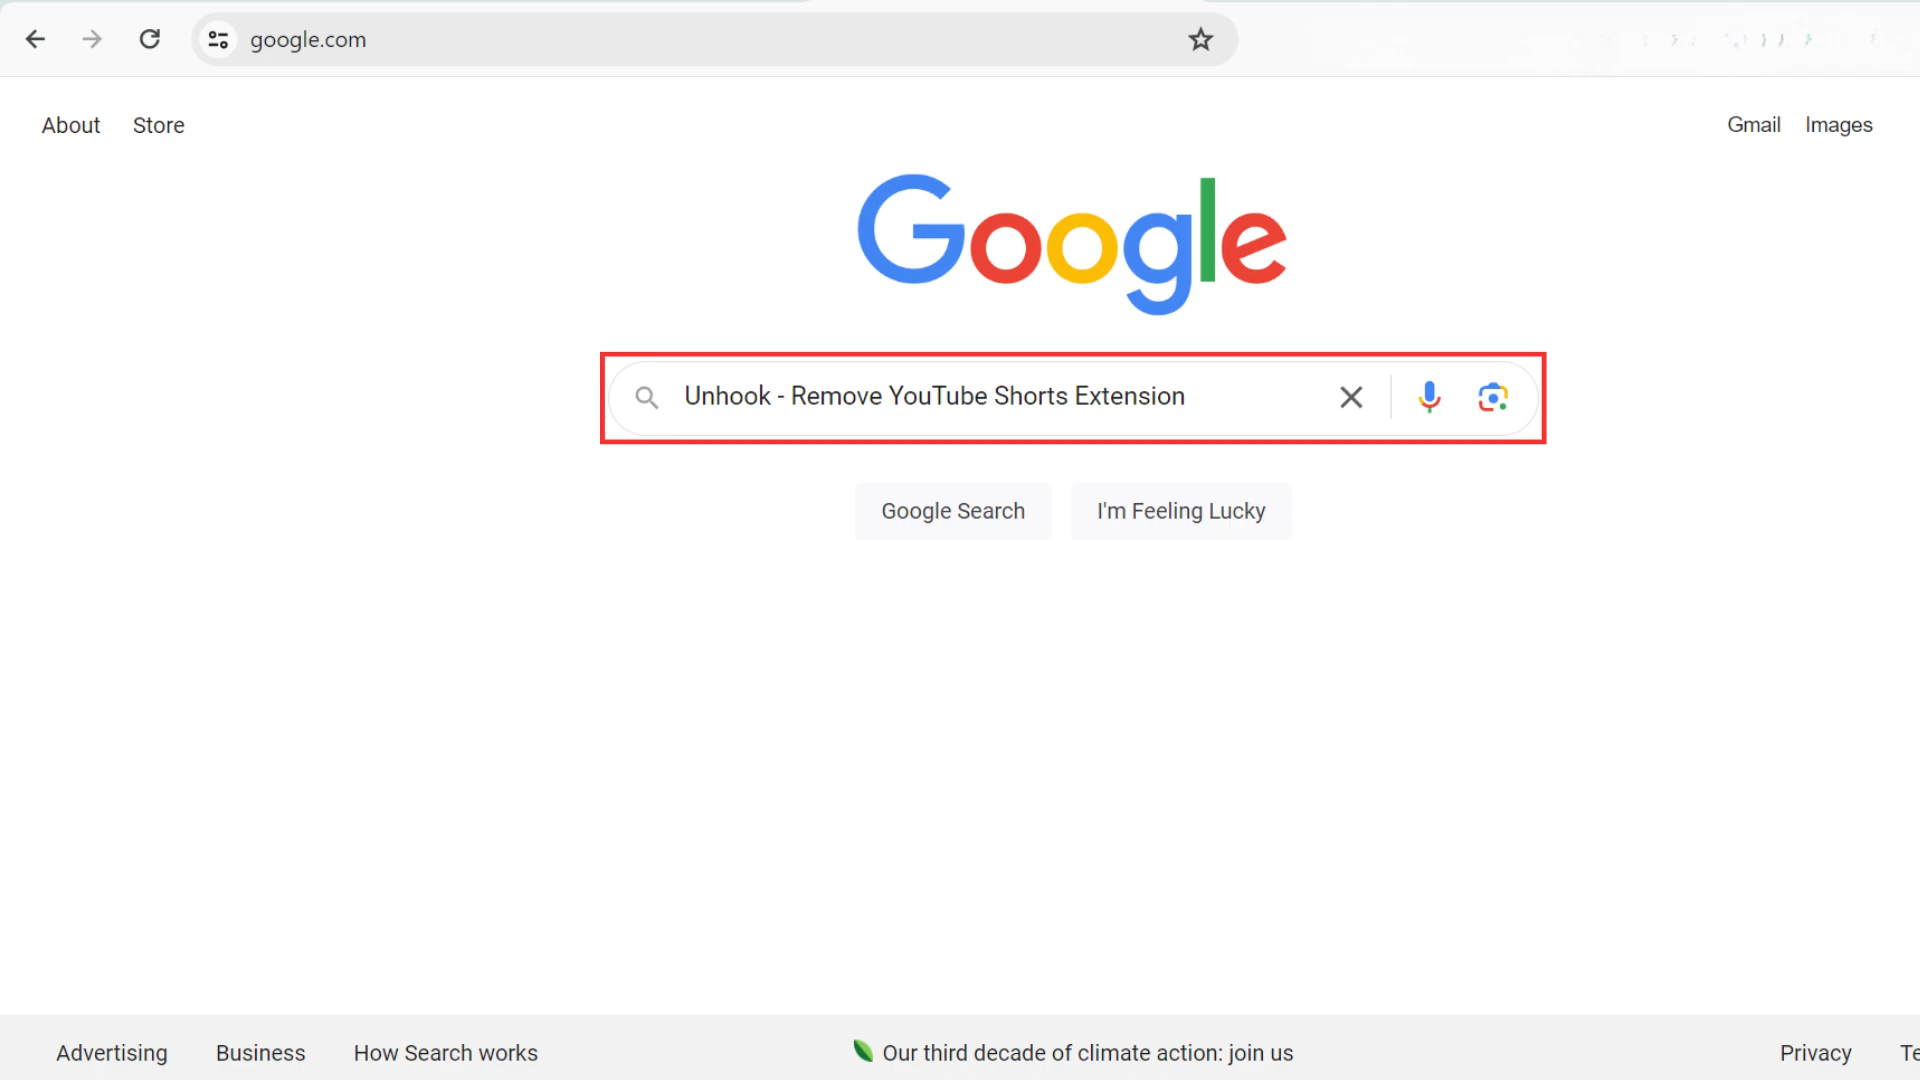 google.com
About Store Gmail Images
Google
Unhook - Remove YouTube Shorts Extension
Google Search I'm Feeling Lucky
Advertising Business How Search works Our third decade of climate action: join us Privacy